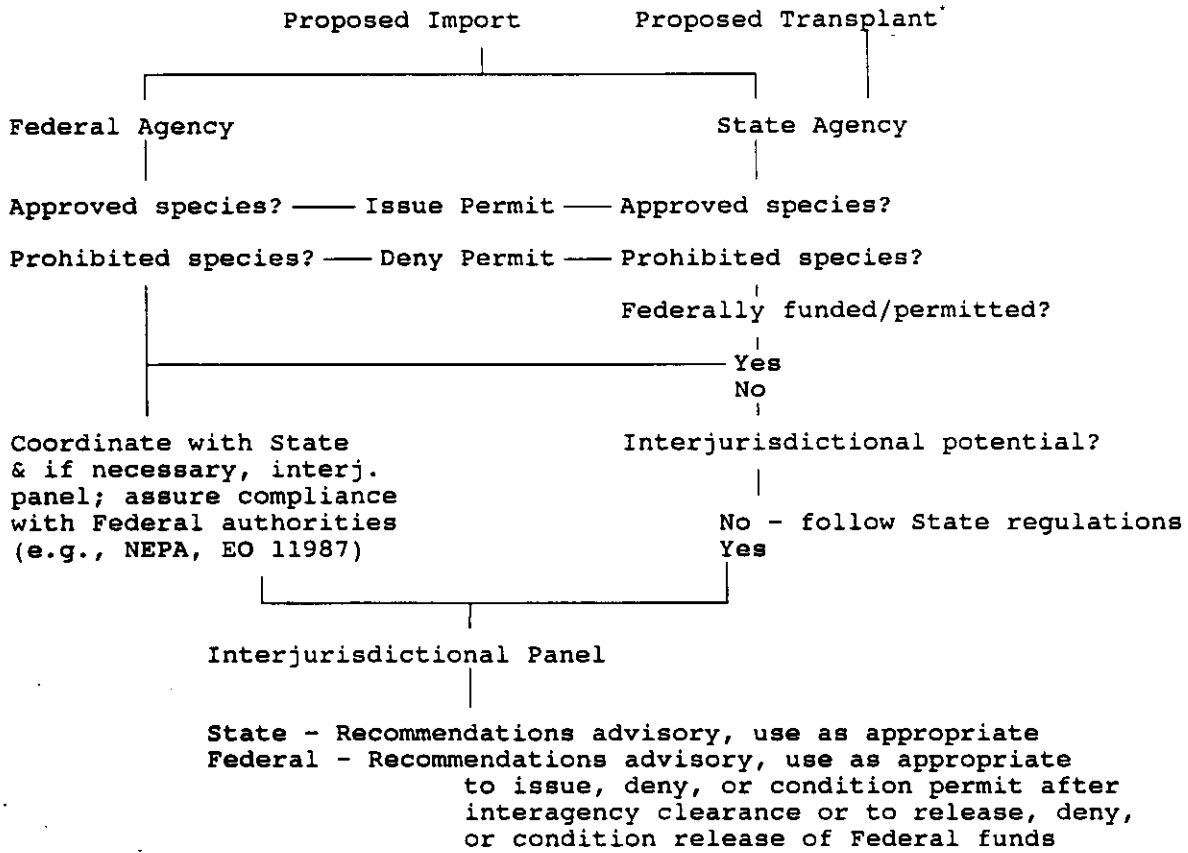 Proposed Import Proposed Transplant*
Federal Agency State Agency
Approved species? Issue Permit Approved species?
Prohibited species? Deny Permit Prohibited species?
Federally funded/permitted?
Yes
No
Coordinate with State Interjurisdictional potential?
& if necessary, interj.
panel; assure compliance
with Federal authorities No - follow State regulations
(e.g., NEPA, EO 11987) Yes
Interjurisdictional Panel
State - Recommendations advisory, use as appropriate
Federal - Recommendations advisory, use as appropriate
to issue, deny, or condition permit after
interagency clearance or to release, deny,
or condition release of Federal funds